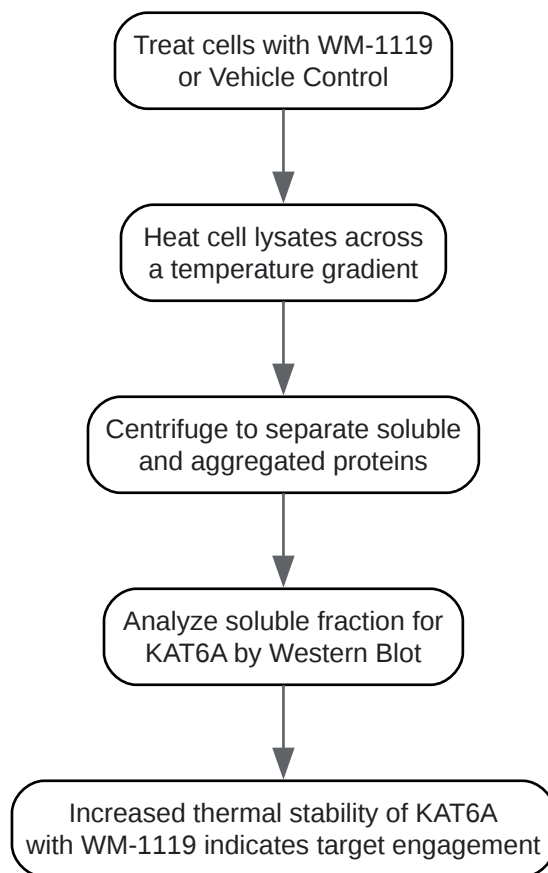 Treat cells with WM-1119
or Vehicle Control
Heat cell lysates across
a temperature gradient
Centrifuge to separate soluble
and aggregated proteins
Analyze soluble fraction for
KAT6A by Western Blot
Increased thermal stability of KAT6A
with WM-1119 indicates target engagement